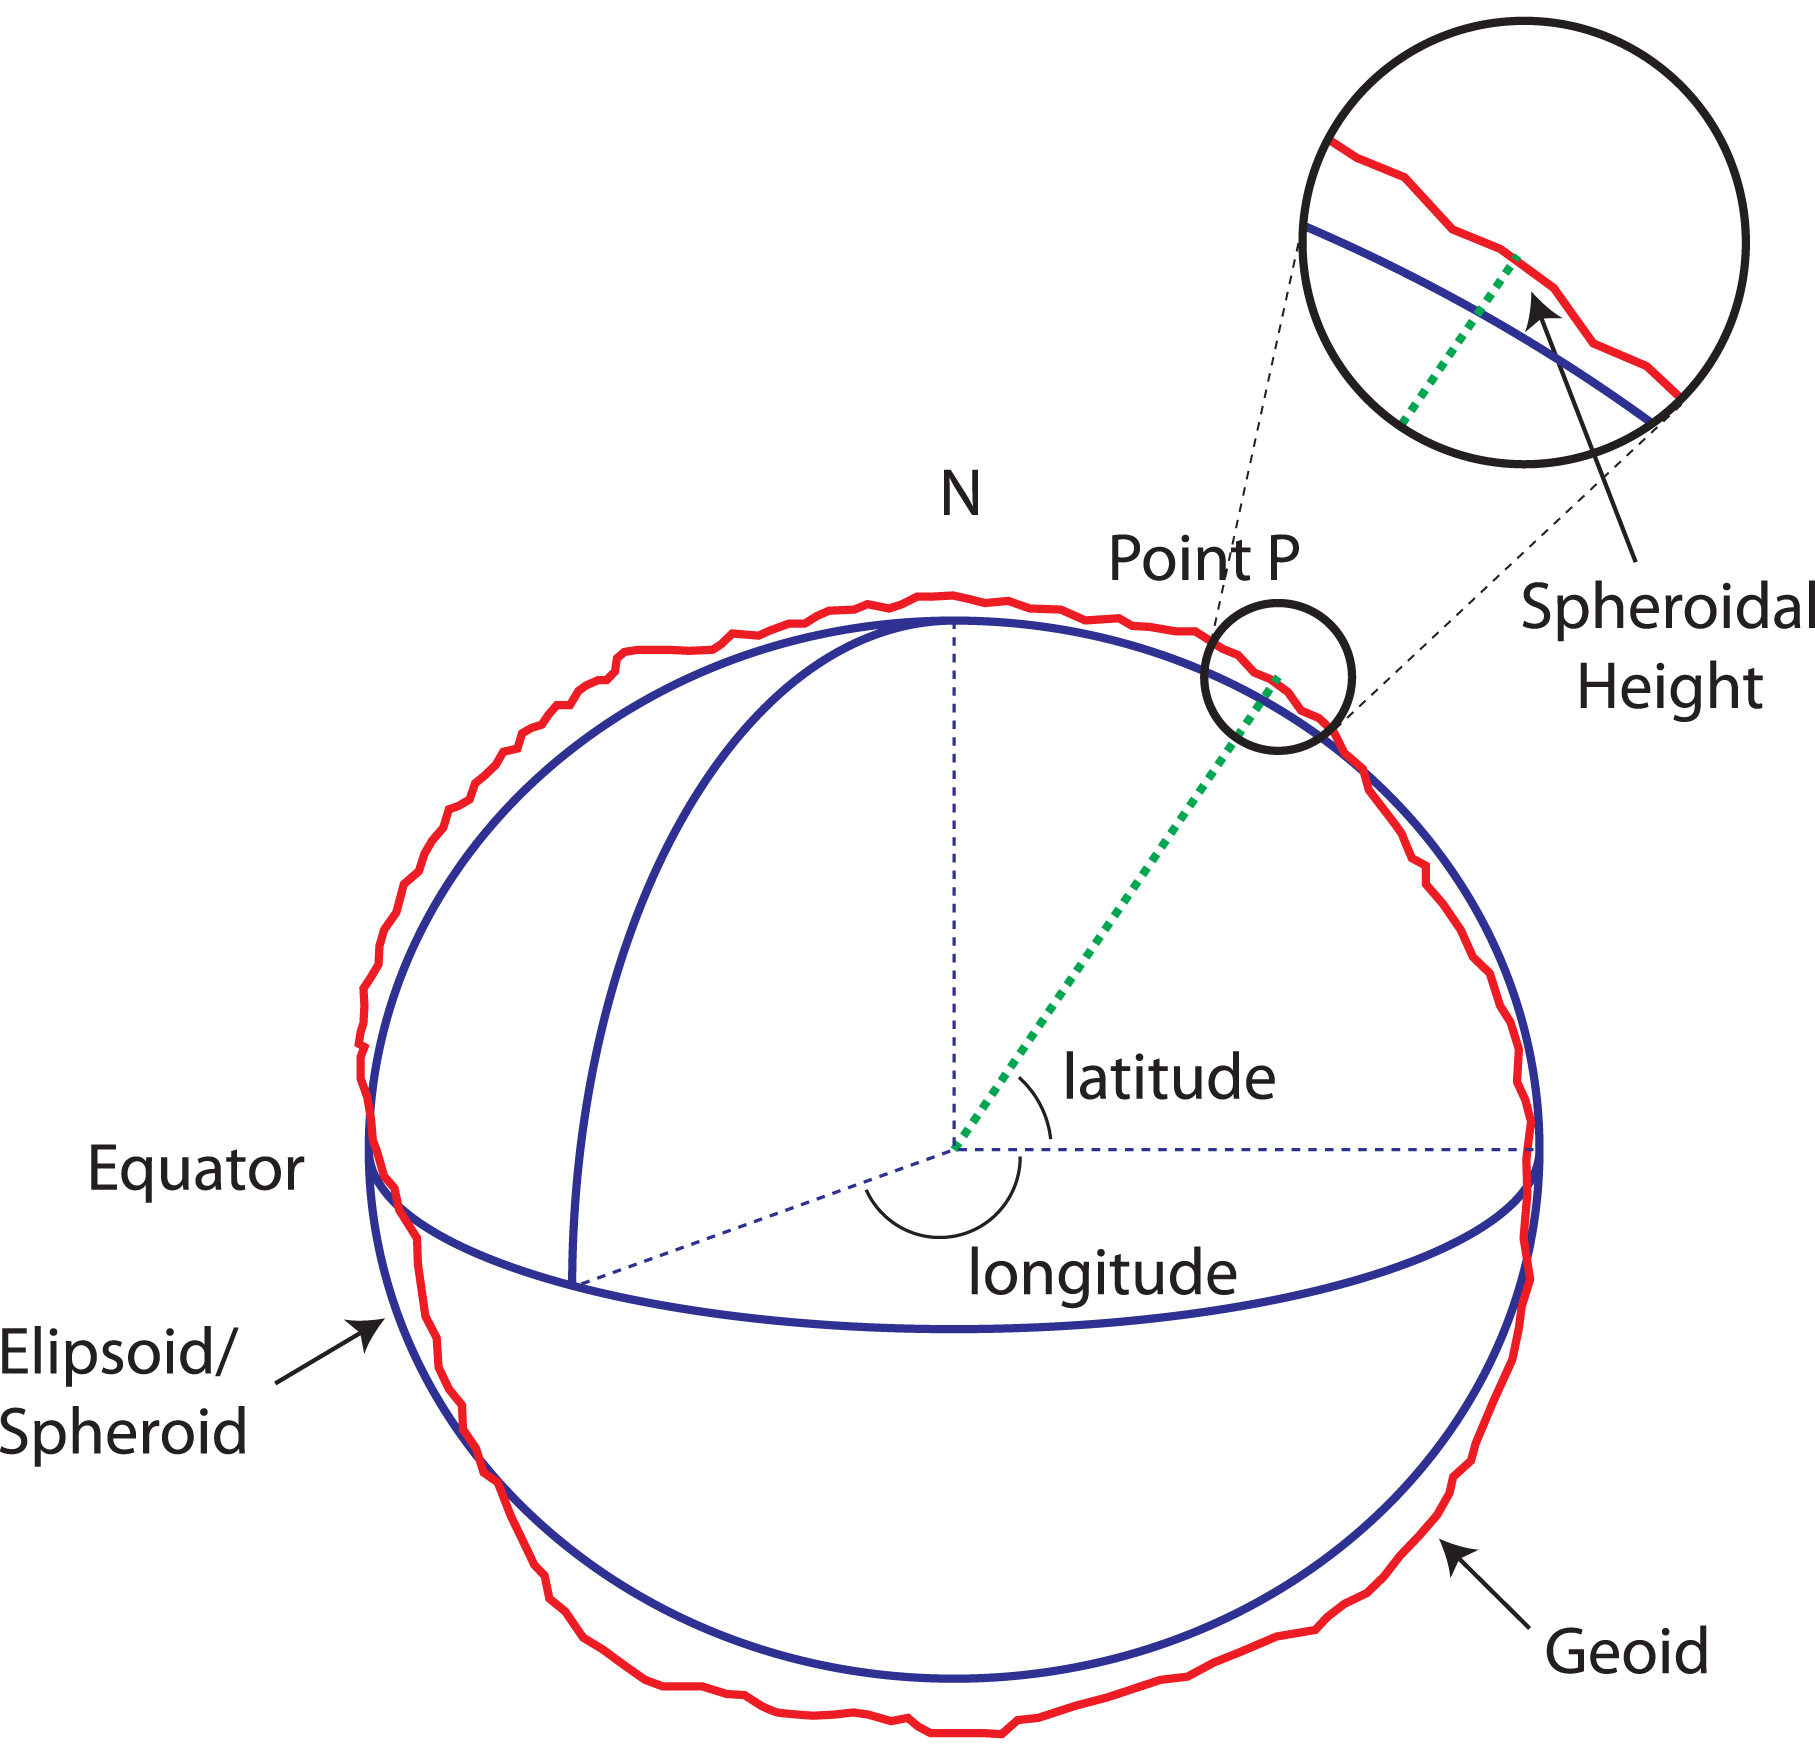 N
Point P
Spheroidal
Height
latitude
Equator
longitude
Elipsoid/
Spheroid
Geoid